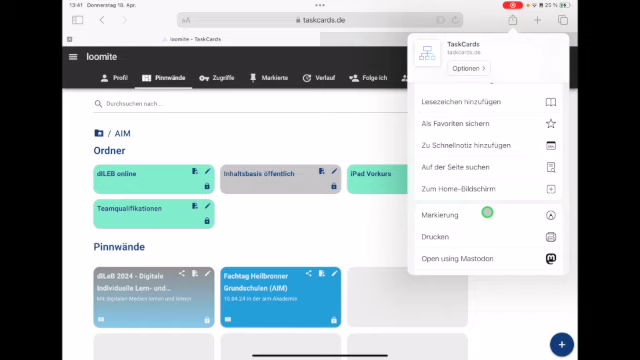 13:41 Donnerstag 18. Apr.
25 %
AA
taskcards.de
loomite - TaskCards
loomite
Profil
Pinnwände
Zugriffe
Markierte
Verlauf
Folge ich
Durchsuchen nach ...
/ AIM
Ordner
dILEB online
Inhaltsbasis öffentlich
iPad Vorkurs
Teamqualifikationen
Pinnwände
dILeB 2024 - Digitale
Individuelle Lern- und...
Mit digitalen Medien lernen und lehren
Fachtag Heilbronner
Grundschulen (AIM)
10.04.24 in der aim Akademie
TaskCards
taskcards.de
Optionen >
Lesezeichen hinzufügen
Als Favoriten sichern
Zu Schnellnotiz hinzufügen
Auf der Seite suchen
Zum Home-Bildschirm
Markierung
Drucken
Open using Mastodon